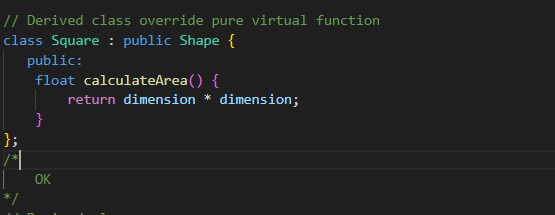 // Derived class override pure virtual function
class Square : public Shape {
   public:
    float calculateArea() {
        return dimension * dimension;
    }
};
/*
    OK
*/